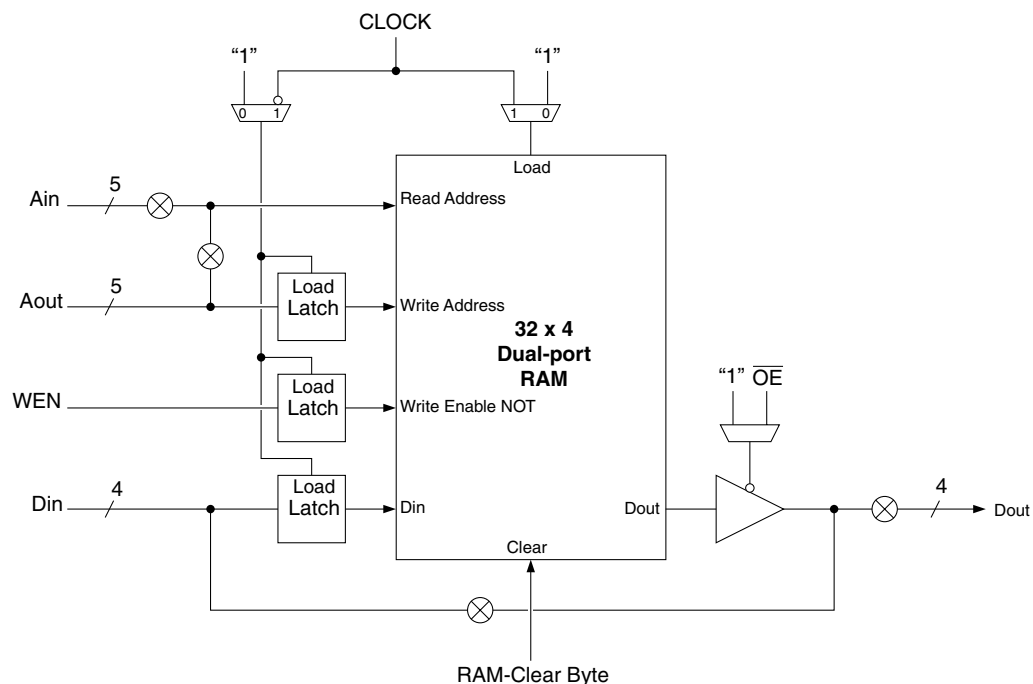 CLOCK
“1”
“1”
0 1
1 0
Load
Ain
5
Read Address
Aout
5
Load
Latch
Write Address
32 x 4
Dual-port
RAM
WEN
Load
Latch
Write Enable NOT
“1” OE
Din
4
Load
Latch
Din
Dout
4
Dout
Clear
RAM-Clear Byte